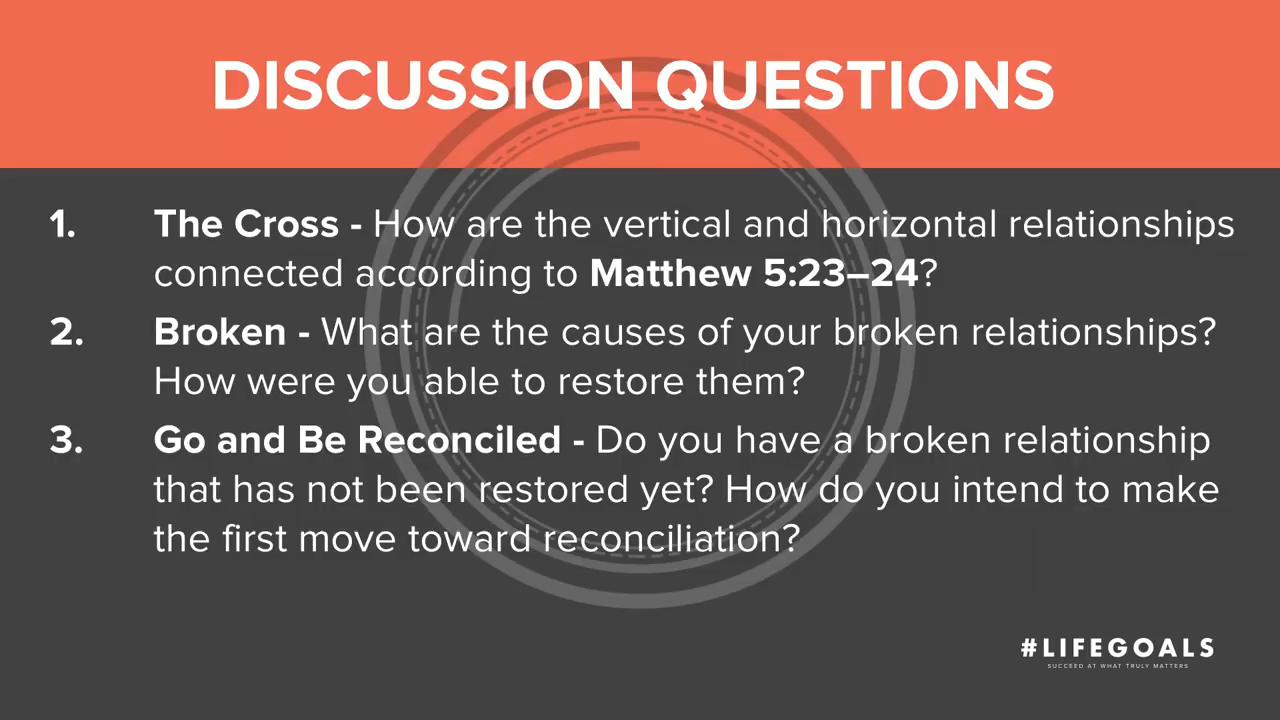 DISCUSSION QUESTIONS
1. The Cross - How are the vertical and horizontal relationships
connected according to Matthew 5:23–24?
2. Broken - What are the causes of your broken relationships?
How were you able to restore them?
3. Go and Be Reconciled - Do you have a broken relationship
that has not been restored yet? How do you intend to make
the first move toward reconciliation?
#LIFEGOALS
SUCCEED AT WHAT TRULY MATTERS